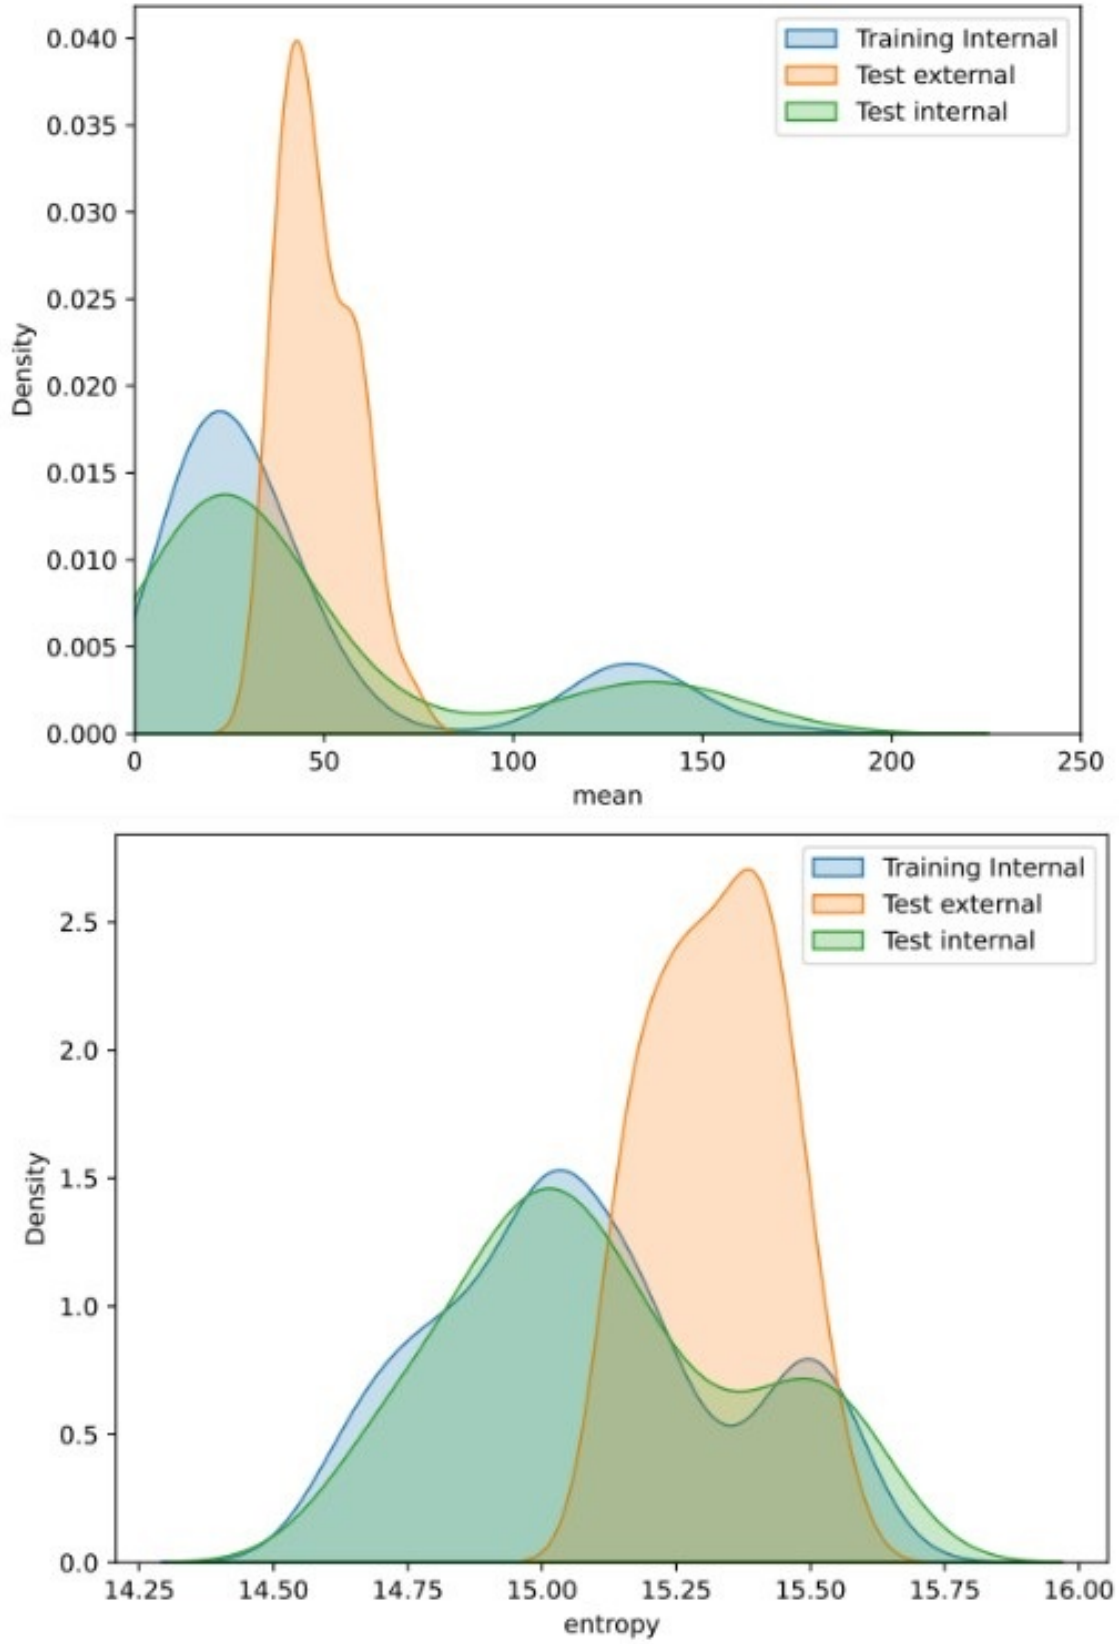 0.040
0.035
0.030
0.025
0.020
0.015
0.010
0.005
0.000
Density
0 50 100 150 200 250
mean
Training Internal
Test external
Test internal
2.5
2.0
1.5
1.0
0.5
0.0
Density
14.25 14.50 14.75 15.00 15.25 15.50 15.75 16.00
entropy
Training Internal
Test external
Test internal